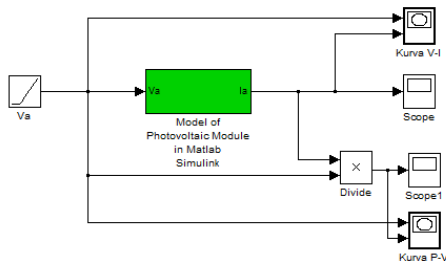 Kurva V-I
Va
Va
Ia
Model of
Photovoltaic Module
in Matlab
Simulink
Scope
×
Divide
Scope1
Kurva P-V